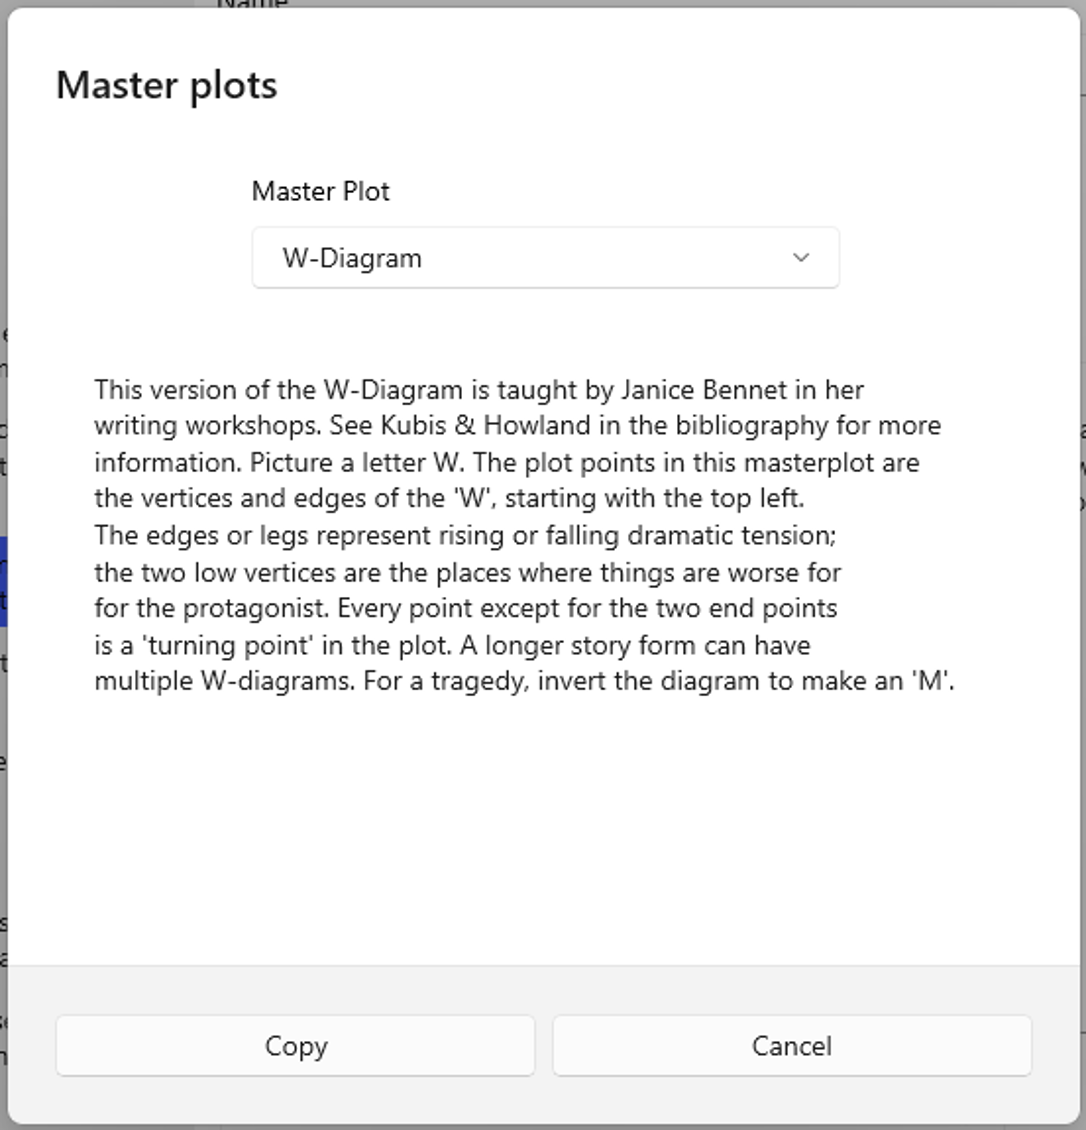 Name
Master plots
Master Plot
W-Diagram
This version of the W-Diagram is taught by Janice Bennet in her
writing workshops. See Kubis & Howland in the bibliography for more
information. Picture a letter W. The plot points in this masterplot are
the vertices and edges of the 'W', starting with the top left.
The edges or legs represent rising or falling dramatic tension;
the two low vertices are the places where things are worse for
for the protagonist. Every point except for the two end points
is a 'turning point' in the plot. A longer story form can have
multiple W-diagrams. For a tragedy, invert the diagram to make an 'M'.
Copy
Cancel